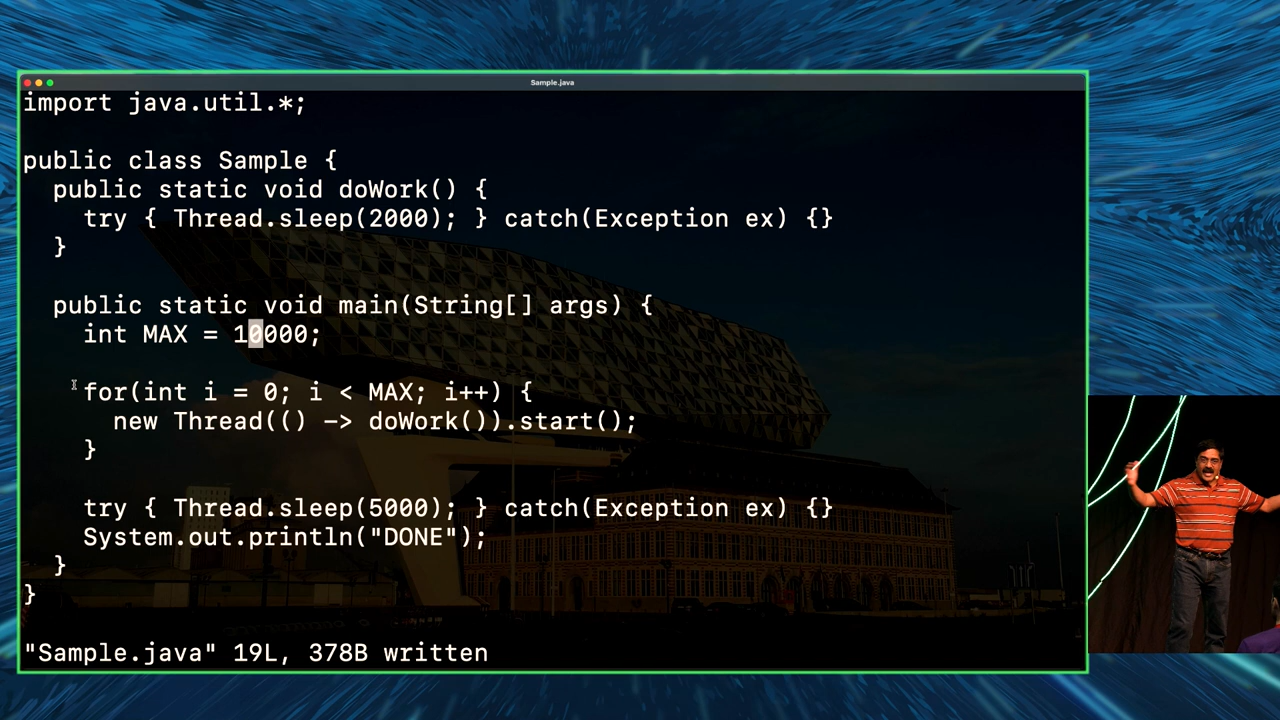 Sample.java
import java.util.*;
public class Sample {
public static void doWork() {
try { Thread.sleep(2000); } catch(Exception ex) {}
}
public static void main(String[] args) {
int MAX = 10000;
for(int i = 0; i < MAX; i++) {
new Thread(() -> doWork()).start();
}
try { Thread.sleep(5000); } catch(Exception ex) {}
System.out.println("DONE");
}
}
"Sample.java" 19L, 378B written